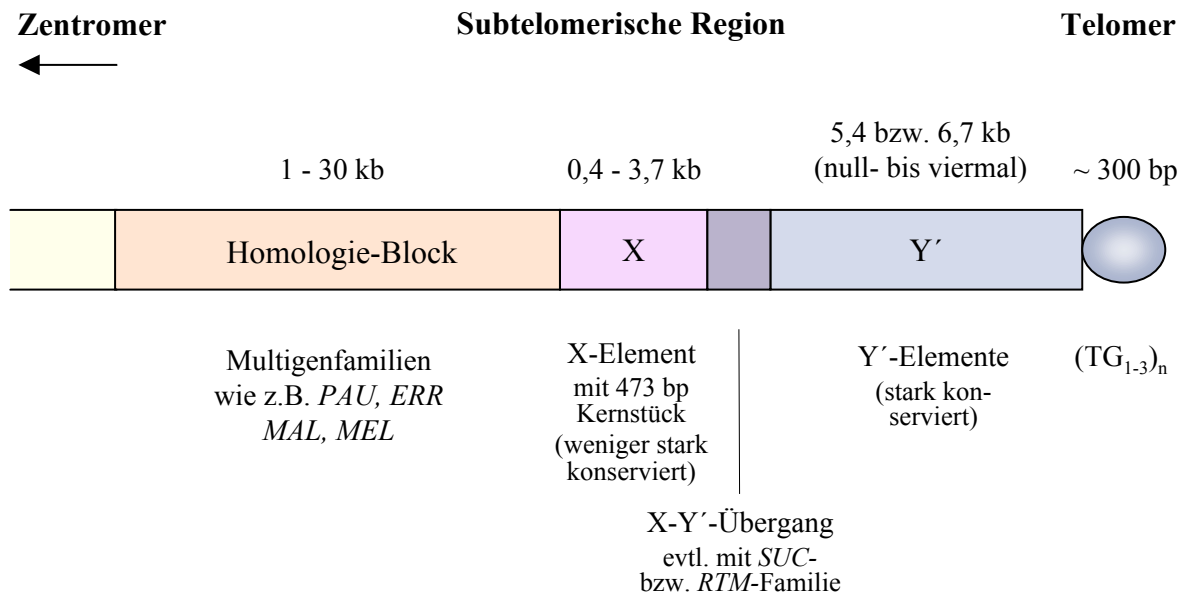 Zentromer
Subtelomerische Region
Telomer
1 - 30 kb
0,4 - 3,7 kb
5,4 bzw. 6,7 kb
(null- bis viermal)
~ 300 bp
Homologie-Block
X
Y´
Multigenfamilien
wie z.B. PAU, ERR
MAL, MEL
X-Element
mit 473 bp
Kernstück
(weniger stark
konserviert)
Y´-Elemente
(stark kon-
serviert)
(TG1-3)n
X-Y´-Übergang
evtl. mit SUC-
bzw. RTM-Familie